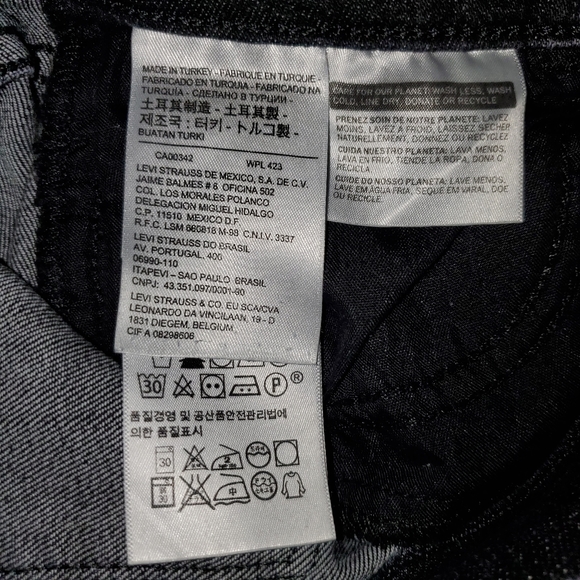 MADE IN TURKEY - FABRIQUE EN TURQUIE -
FABRICADO EN TURQUIA - FABRICADO NA
TURQUIA - СДЕЛАНО В ТУРЦИИ -
土耳其制造 - 土耳其製 -
제조국: 터키 - トルコ製 -
BUATAN TURKI
CA00342 WPL 423
LEVI STRAUSS DE MEXICO, S.A. DE C.V.
JAIME BALMES # 8 OFICINA 502
COL. LOS MORALES POLANCO
DELEGACION MIGUEL HIDALGO
C.P. 11510 MEXICO D.F
R.F.C. LSM 860818 M-99 C.N.I.V. 3337
LEVI STRAUSS DO BRASIL
AV. PORTUGAL, 400
06990-110
ITAPEVI - SAO PAULO BRASIL
CNPJ: 43.351.097/0001-90
LEVI STRAUSS & CO. EU SCA/CVA
LEONARDO DA VINCILAAN, 19 - D
1831 DIEGEM, BELGIUM.
CIF A 08298606
CARE FOR OUR PLANET: WASH LESS, WASH
COLD, LINE DRY, DONATE OR RECYCLE
PRENEZ SOIN DE NOTRE PLANETE: LAVEZ
MOINS, LAVEZ A FROID, LAISSEZ SECHER
NATURELLEMENT, DONNEZ OU RECYCLEZ.
CUIDA NUESTRO PLANETA: LAVA MENOS,
LAVA EN FRÍO, TIENDE LA ROPA, DONA O
RECICLA.
CUIDE DO NOSSO PLANETA: LAVE MENOS,
LAVE EM ÁGUA FRIA, SEQUE EM VARAL, DOE
OU RECICLE.
30 P ®
품질경영 및 공산품안전관리법에
의한 품질표시
30 2
30 中